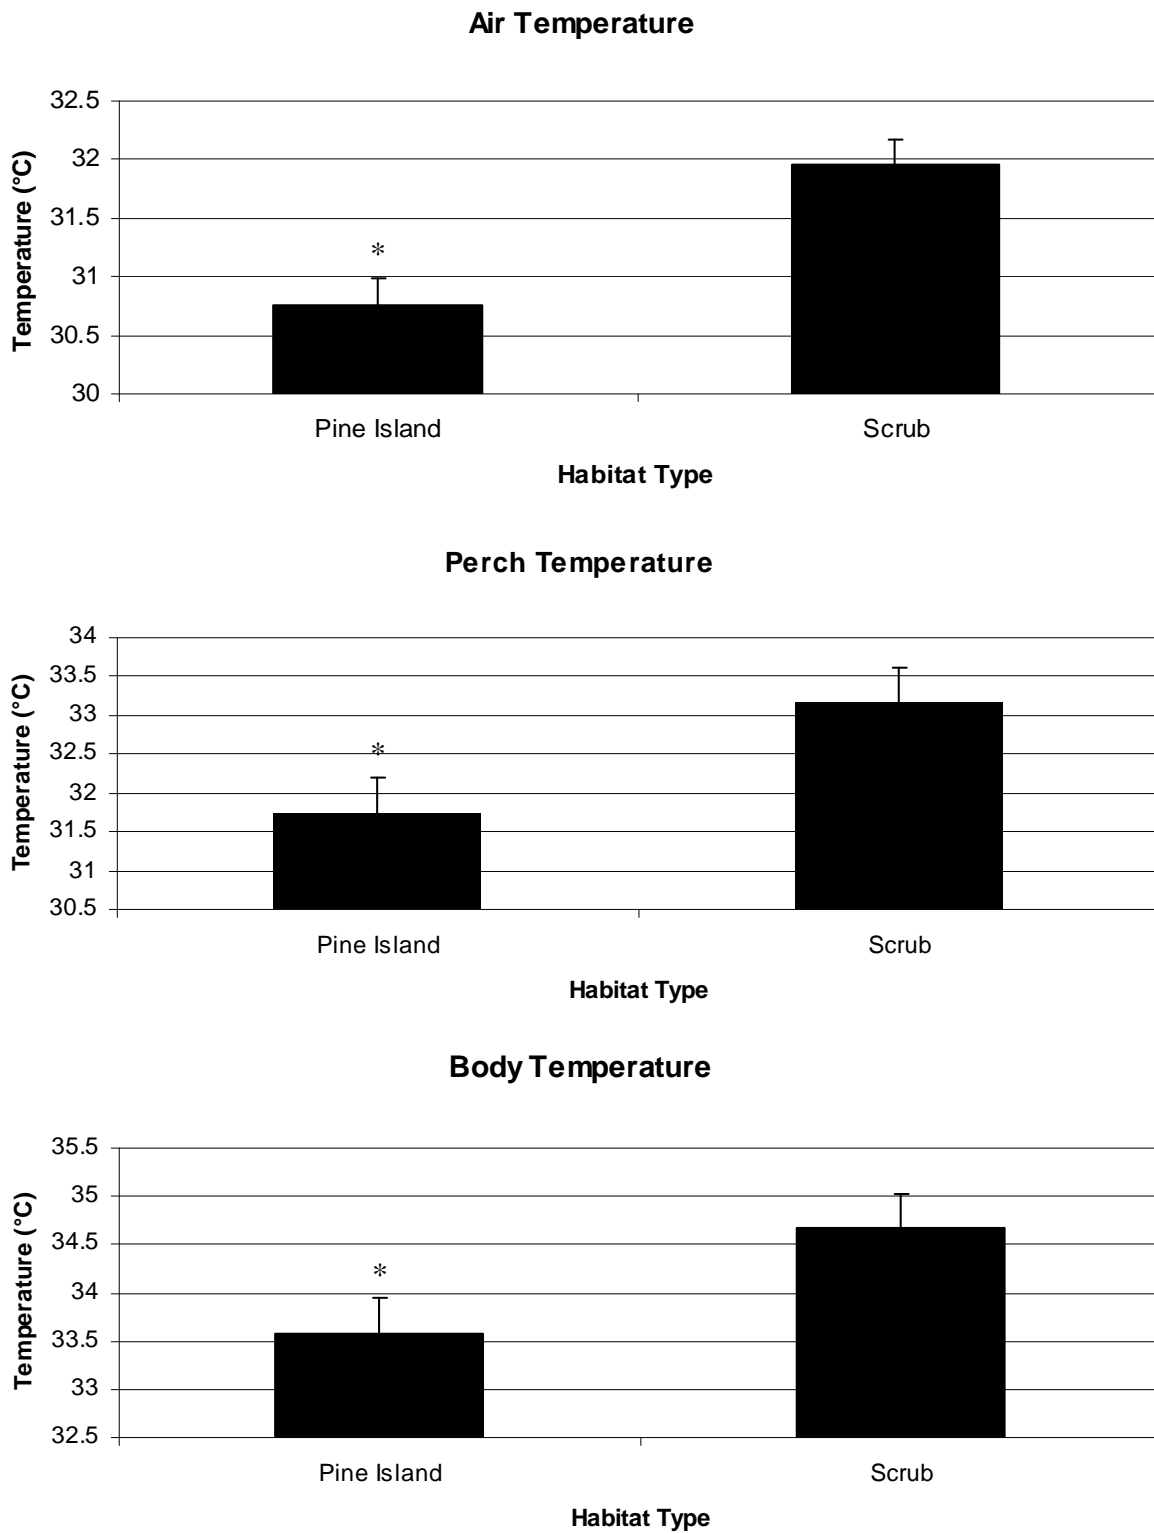 Air Temperature
32.5
32
31.5
31
30.5
30
Temperature (°C)
*
Pine Island
Scrub
Habitat Type
Perch Temperature
34
33.5
33
32.5
32
31.5
31
30.5
Temperature (°C)
*
Pine Island
Scrub
Habitat Type
Body Temperature
35.5
35
34.5
34
33.5
33
32.5
Temperature (°C)
*
Pine Island
Scrub
Habitat Type